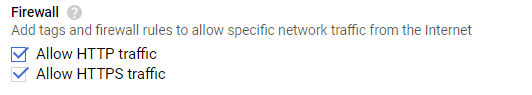 Firewall ?
Add tags and firewall rules to allow specific network traffic from the Internet
Allow HTTP traffic
Allow HTTPS traffic